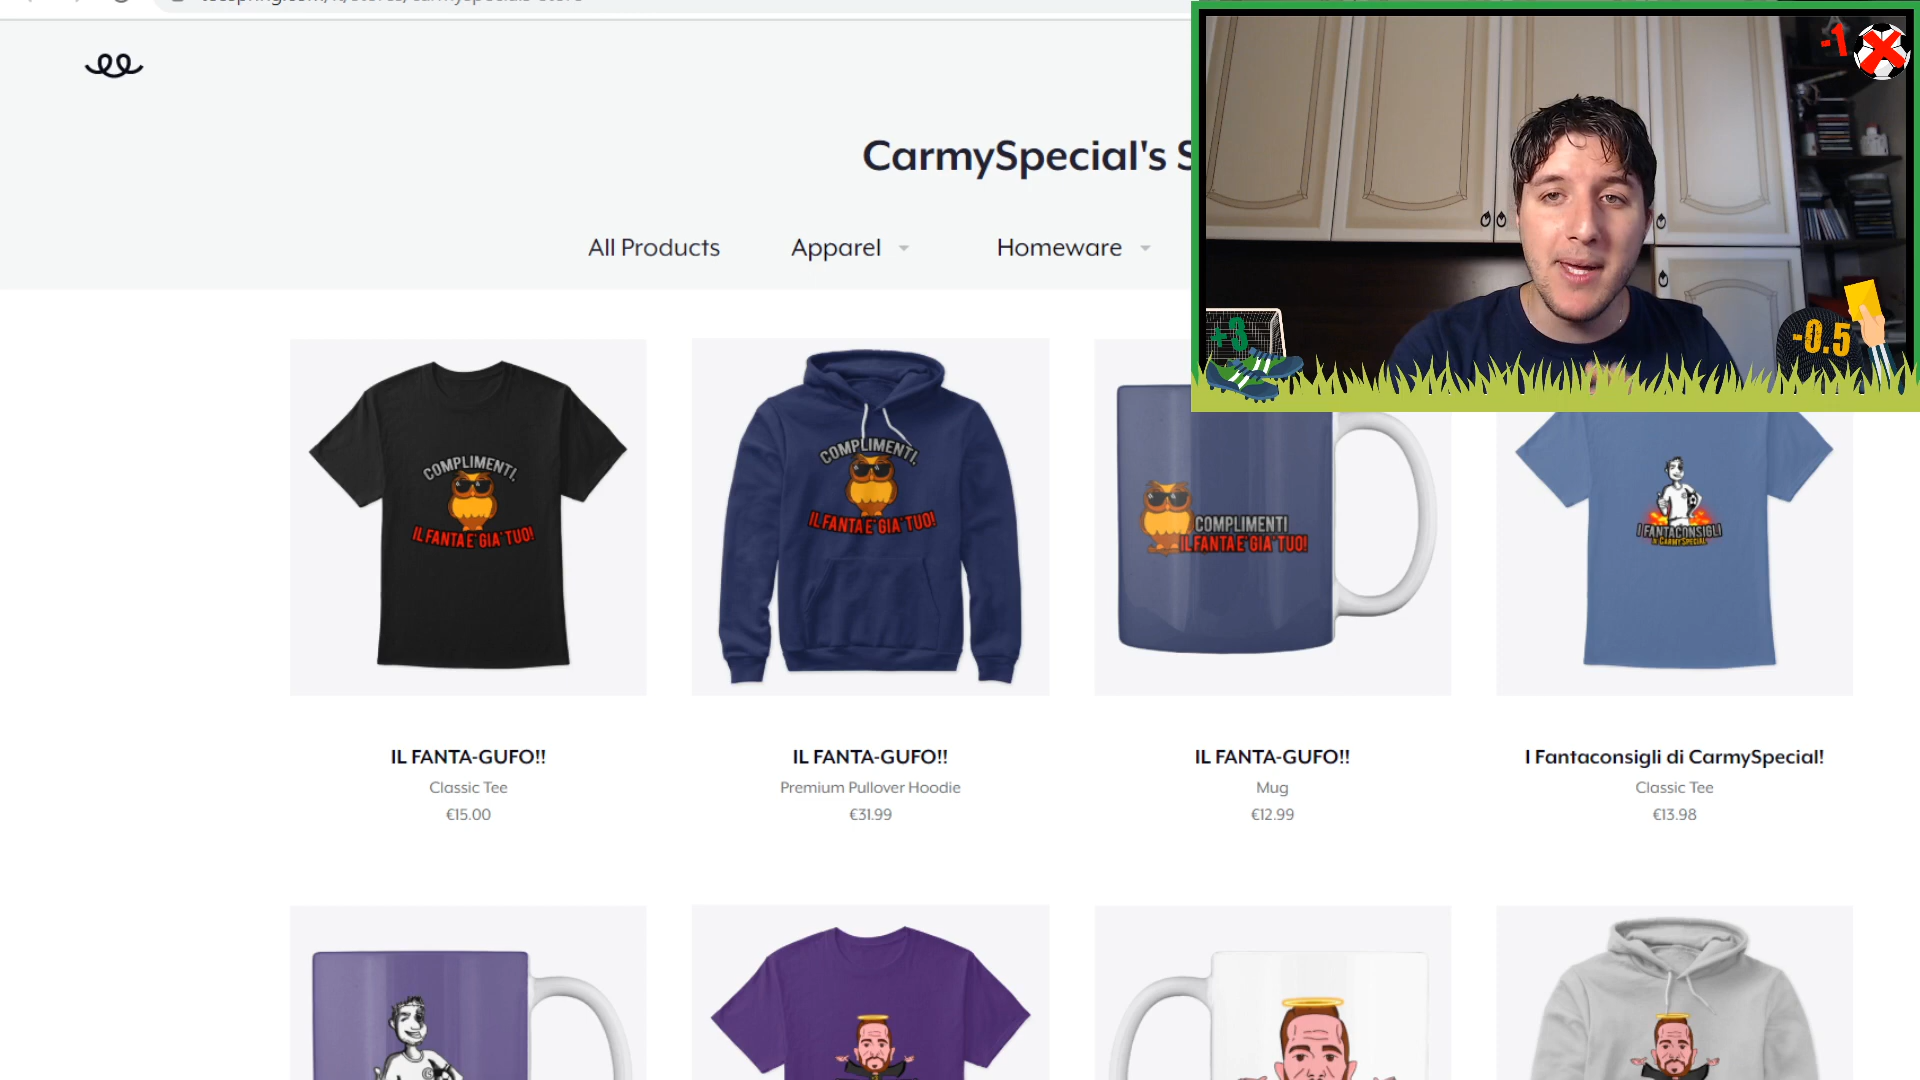 CarmySpecial's S
All Products
Apparel
Homeware
-1
+3
-0.5
COMPLIMENTI,
IL FANTA E' GIA' TUO!
COMPLIMENTI,
IL FANTA E' GIA' TUO!
COMPLIMENTI
IL FANTA E' GIA' TUO!
I FANTACONSIGLI
DI CARMYSPECIAL
IL FANTA-GUFO!!
Classic Tee
€15.00
IL FANTA-GUFO!!
Premium Pullover Hoodie
€31.99
IL FANTA-GUFO!!
Mug
€12.99
I Fantaconsigli di CarmySpecial!
Classic Tee
€13.98